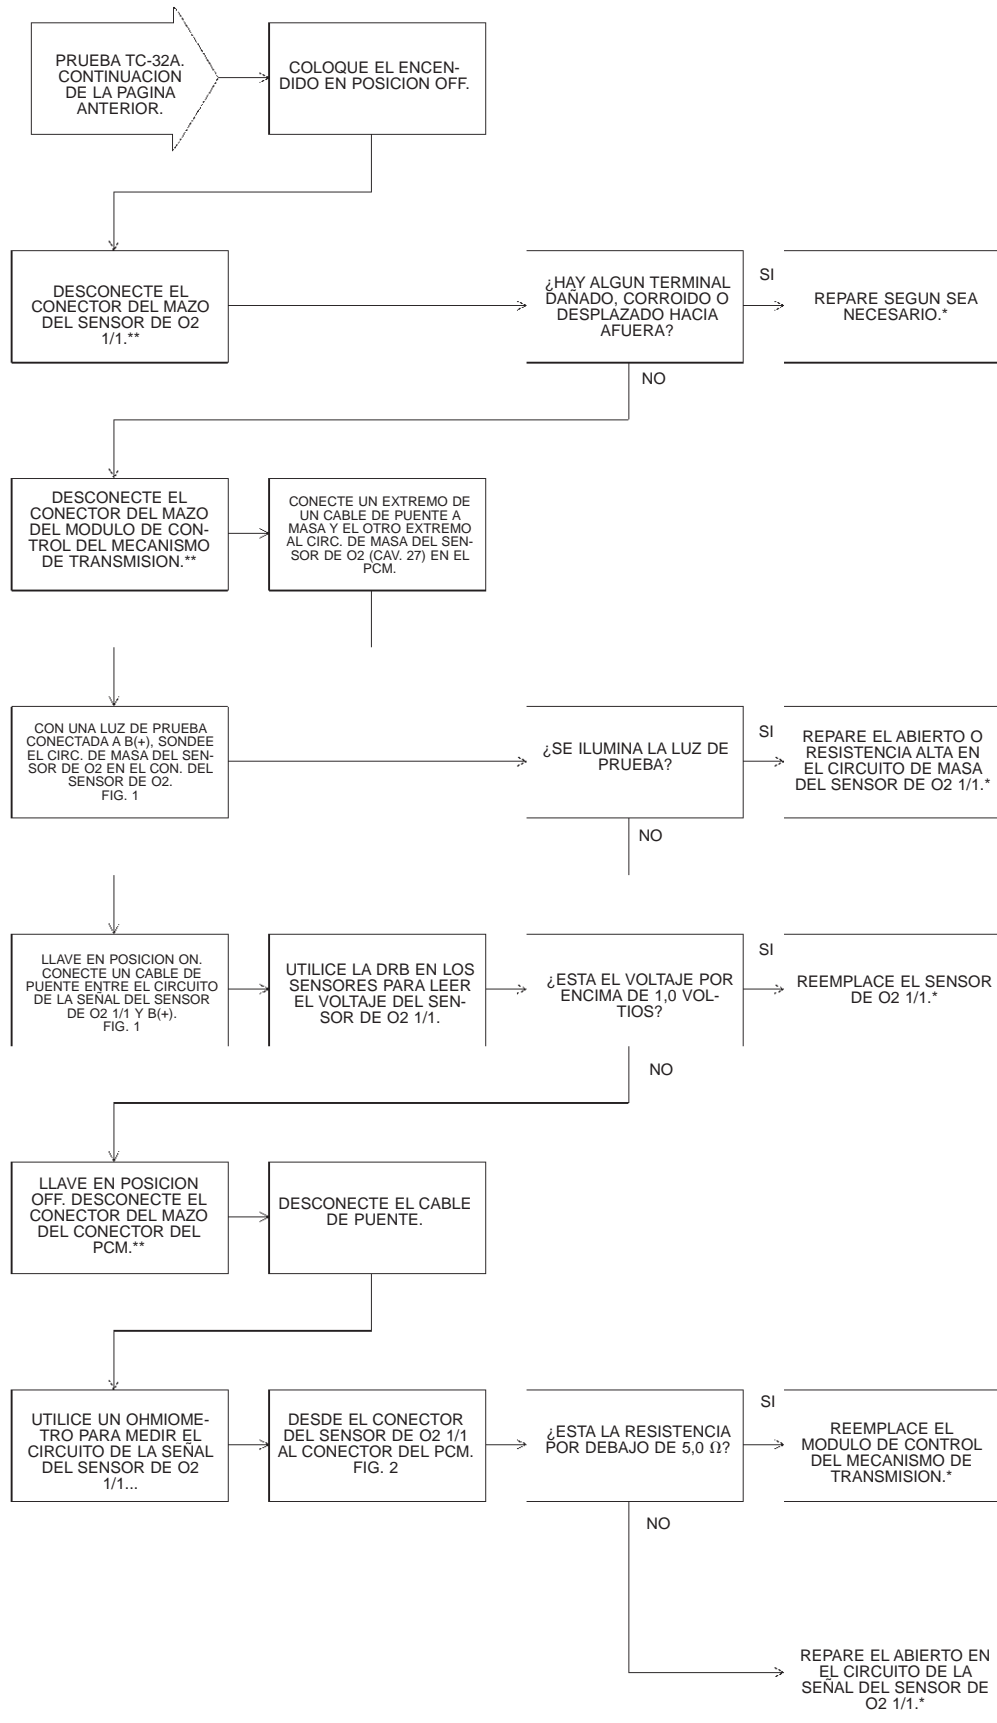 PRUEBA TC-32A.
CONTINUACION
DE LA PAGINA
ANTERIOR.
COLOQUE EL ENCEN-
DIDO EN POSICION OFF.
DESCONECTE EL
CONECTOR DEL MAZO
DEL SENSOR DE O2
1/1.**
¿HAY ALGUN TERMINAL
DAÑADO, CORROIDO O
DESPLAZADO HACIA
AFUERA?
SI
REPARE SEGUN SEA
NECESARIO.*
NO
DESCONECTE EL
CONECTOR DEL MAZO
DEL MODULO DE CON-
TROL DEL MECANISMO
DE TRANSMISION.**
CONECTE UN EXTREMO DE
UN CABLE DE PUENTE A
MASA Y EL OTRO EXTREMO
AL CIRC. DE MASA DEL SEN-
SOR DE O2 (CAV. 27) EN EL
PCM.
CON UNA LUZ DE PRUEBA
CONECTADA A B(+), SONDEE
EL CIRC. DE MASA DEL SEN-
SOR DE O2 EN EL CON. DEL
SENSOR DE O2.
FIG. 1
¿SE ILUMINA LA LUZ DE
PRUEBA?
SI
REPARE EL ABIERTO O
RESISTENCIA ALTA EN
EL CIRCUITO DE MASA
DEL SENSOR DE O2 1/1.*
NO
LLAVE EN POSICION ON.
CONECTE UN CABLE DE
PUENTE ENTRE EL CIRCUITO
DE LA SEÑAL DEL SENSOR
DE O2 1/1 Y B(+).
FIG. 1
UTILICE LA DRB EN LOS
SENSORES PARA LEER
EL VOLTAJE DEL SEN-
SOR DE O2 1/1.
¿ESTA EL VOLTAJE POR
ENCIMA DE 1,0 VOL-
TIOS?
SI
REEMPLACE EL SENSOR
DE O2 1/1.*
NO
LLAVE EN POSICION
OFF. DESCONECTE EL
CONECTOR DEL MAZO
DEL CONECTOR DEL
PCM.**
DESCONECTE EL CABLE
DE PUENTE.
UTILICE UN OHMIOME-
TRO PARA MEDIR EL
CIRCUITO DE LA SEÑAL
DEL SENSOR DE O2
1/1...
DESDE EL CONECTOR
DEL SENSOR DE O2 1/1
AL CONECTOR DEL PCM.
FIG. 2
¿ESTA LA RESISTENCIA
POR DEBAJO DE 5,0 Ω?
SI
REEMPLACE EL
MODULO DE CONTROL
DEL MECANISMO DE
TRANSMISION.*
NO
REPARE EL ABIERTO EN
EL CIRCUITO DE LA
SEÑAL DEL SENSOR DE
O2 1/1.*